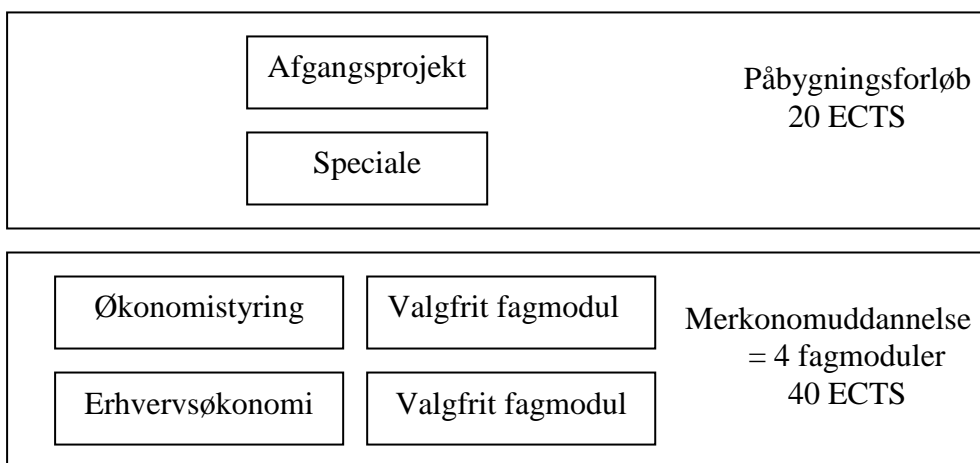 Afgangsprojekt
Speciale
Påbygningsforløb
20 ECTS
Økonomistyring
Valgfrit fagmodul
Erhvervsøkonomi
Valgfrit fagmodul
Merkonomuddannelse
= 4 fagmoduler
40 ECTS